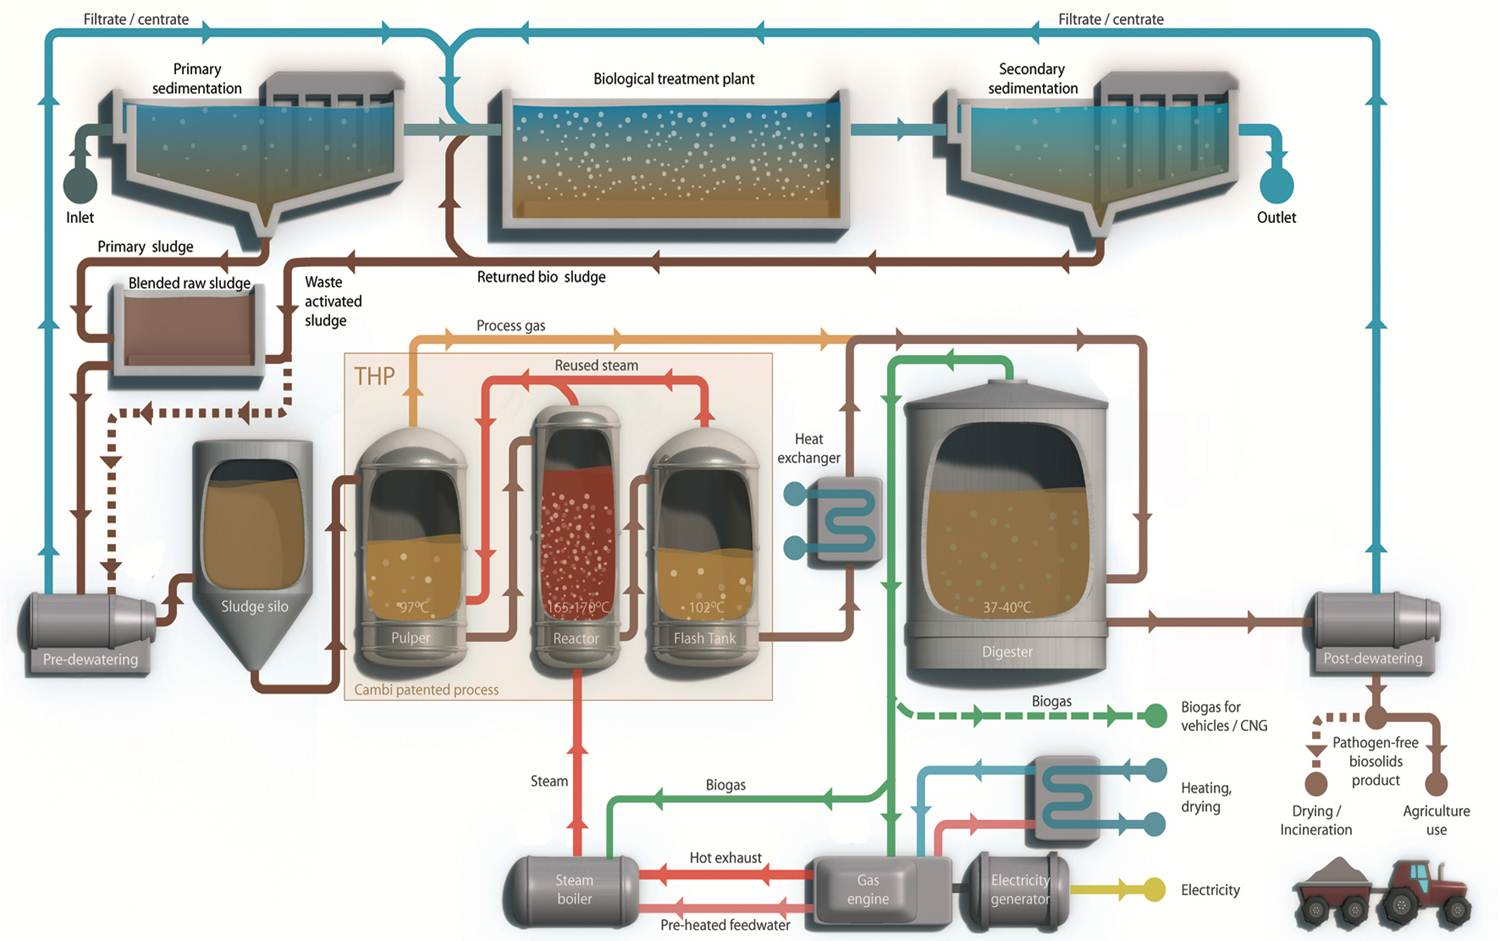 Filtrate / centrate
Filtrate / centrate
Primary
sedimentation
Biological treatment plant
Secondary
sedimentation
Inlet
Outlet
Primary sludge
Blended raw sludge
Waste
activated
sludge
Returned bio sludge
Process gas
THP
Reused steam
Heat
exchanger
Sludge silo
97°C
Pulper
165-170°C
Reactor
102°C
Flash Tank
37-40°C
Digester
Pre-dewatering
Post-dewatering
Cambi patented process
Biogas
Biogas for
vehicles / CNG
Pathogen-free
biosolids
product
Steam
Biogas
Heating,
drying
Drying /
Incineration
Agriculture
use
Hot exhaust
Steam
boiler
Gas
engine
Electricity
generator
Electricity
Pre-heated feedwater